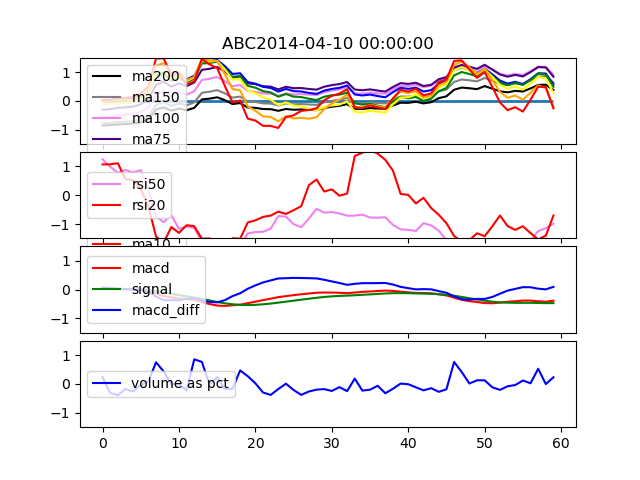 ABC2014-04-10 00:00:00
1
0
−1
ma200
ma150
ma100
ma75
1
0
−1
rsi50
rsi20
ma10
1
0
−1
macd
signal
macd_diff
1
0
−1
volume as pct
0 10 20 30 40 50 60